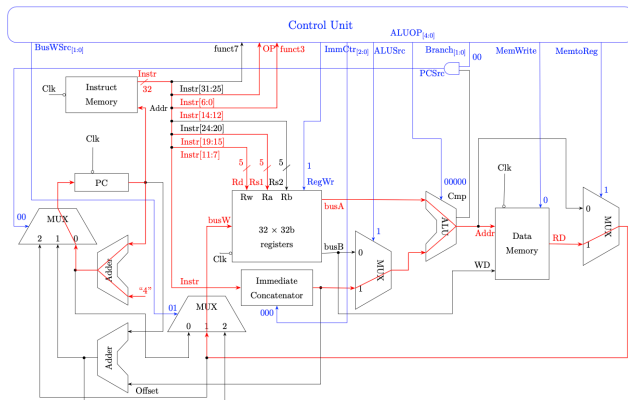 Control Unit
BusWSrc[1:0]
funct7
OP
funct3
ImmCtr[2:0]
ALUSrc
ALUOP[4:0]
Branch[1:0]
PCSrc
00
MemWrite
MemtoReg
Instruct
Memory
Clk
Instr
32
Addr
Instr[31:25]
Instr[6:0]
Instr[14:12]
Instr[24:20]
Instr[19:15]
Instr[11:7]
Clk
PC
5
5
5
1
Rd
Rs1
Rs2
RegWr
Rw
Ra
Rb
32 × 32b
registers
busW
Clk
busA
busB
00
MUX
2
1
0
Adder
"4"
Instr
Immediate
Concatenator
000
01
MUX
0
1
2
Adder
Offset
1
0
MUX
1
00000
Cmp
ALU
Addr
Clk
0
Data
Memory
WD
RD
1
0
MUX
1